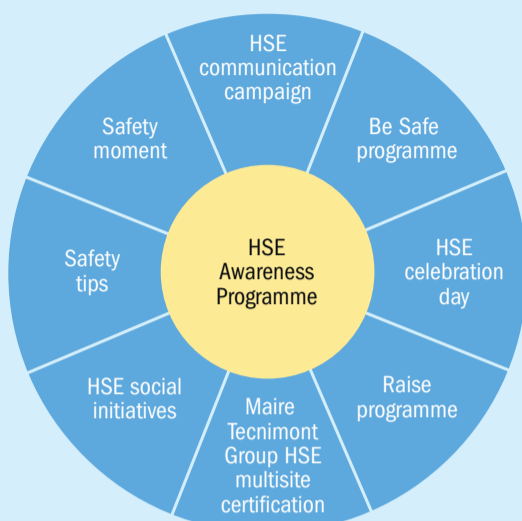 HSE
communication
campaign
Be Safe
programme
HSE
celebration
day
Raise
programme
Maire
Tecnimont
Group HSE
multisite
certification
HSE social
initiatives
Safety
tips
Safety
moment
HSE
Awareness
Programme